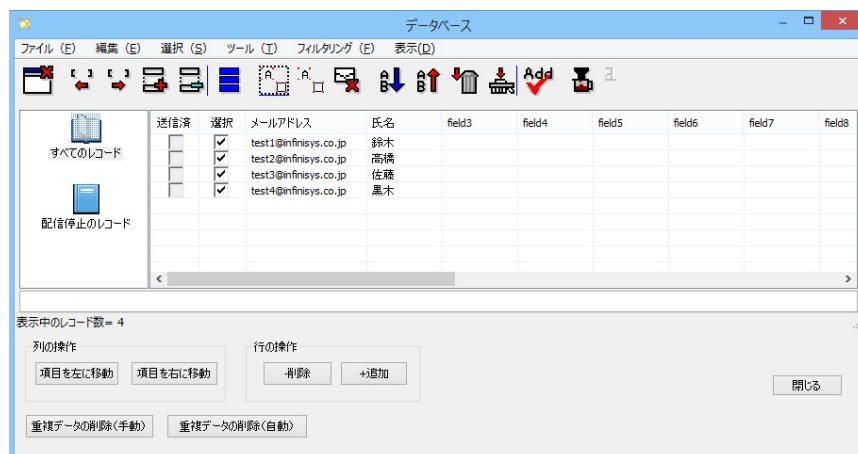 データベース
ファイル (F) 編集 (E) 選択 (S) ツール (T) フィルタリング (F) 表示(D)
Add
送信済 選択 メールアドレス 氏名 field3 field4 field5 field6 field7 field8
test1@infinisys.co.jp 鈴木
test2@infinisys.co.jp 高橋
test3@infinisys.co.jp 佐藤
test4@infinisys.co.jp 黒木
すべてのレコード
配信停止のレコード
表示中のレコード数= 4
列の操作 行の操作
項目を左に移動 項目を右に移動 -削除 +追加
閉じる
重複データの削除(手動) 重複データの削除(自動)